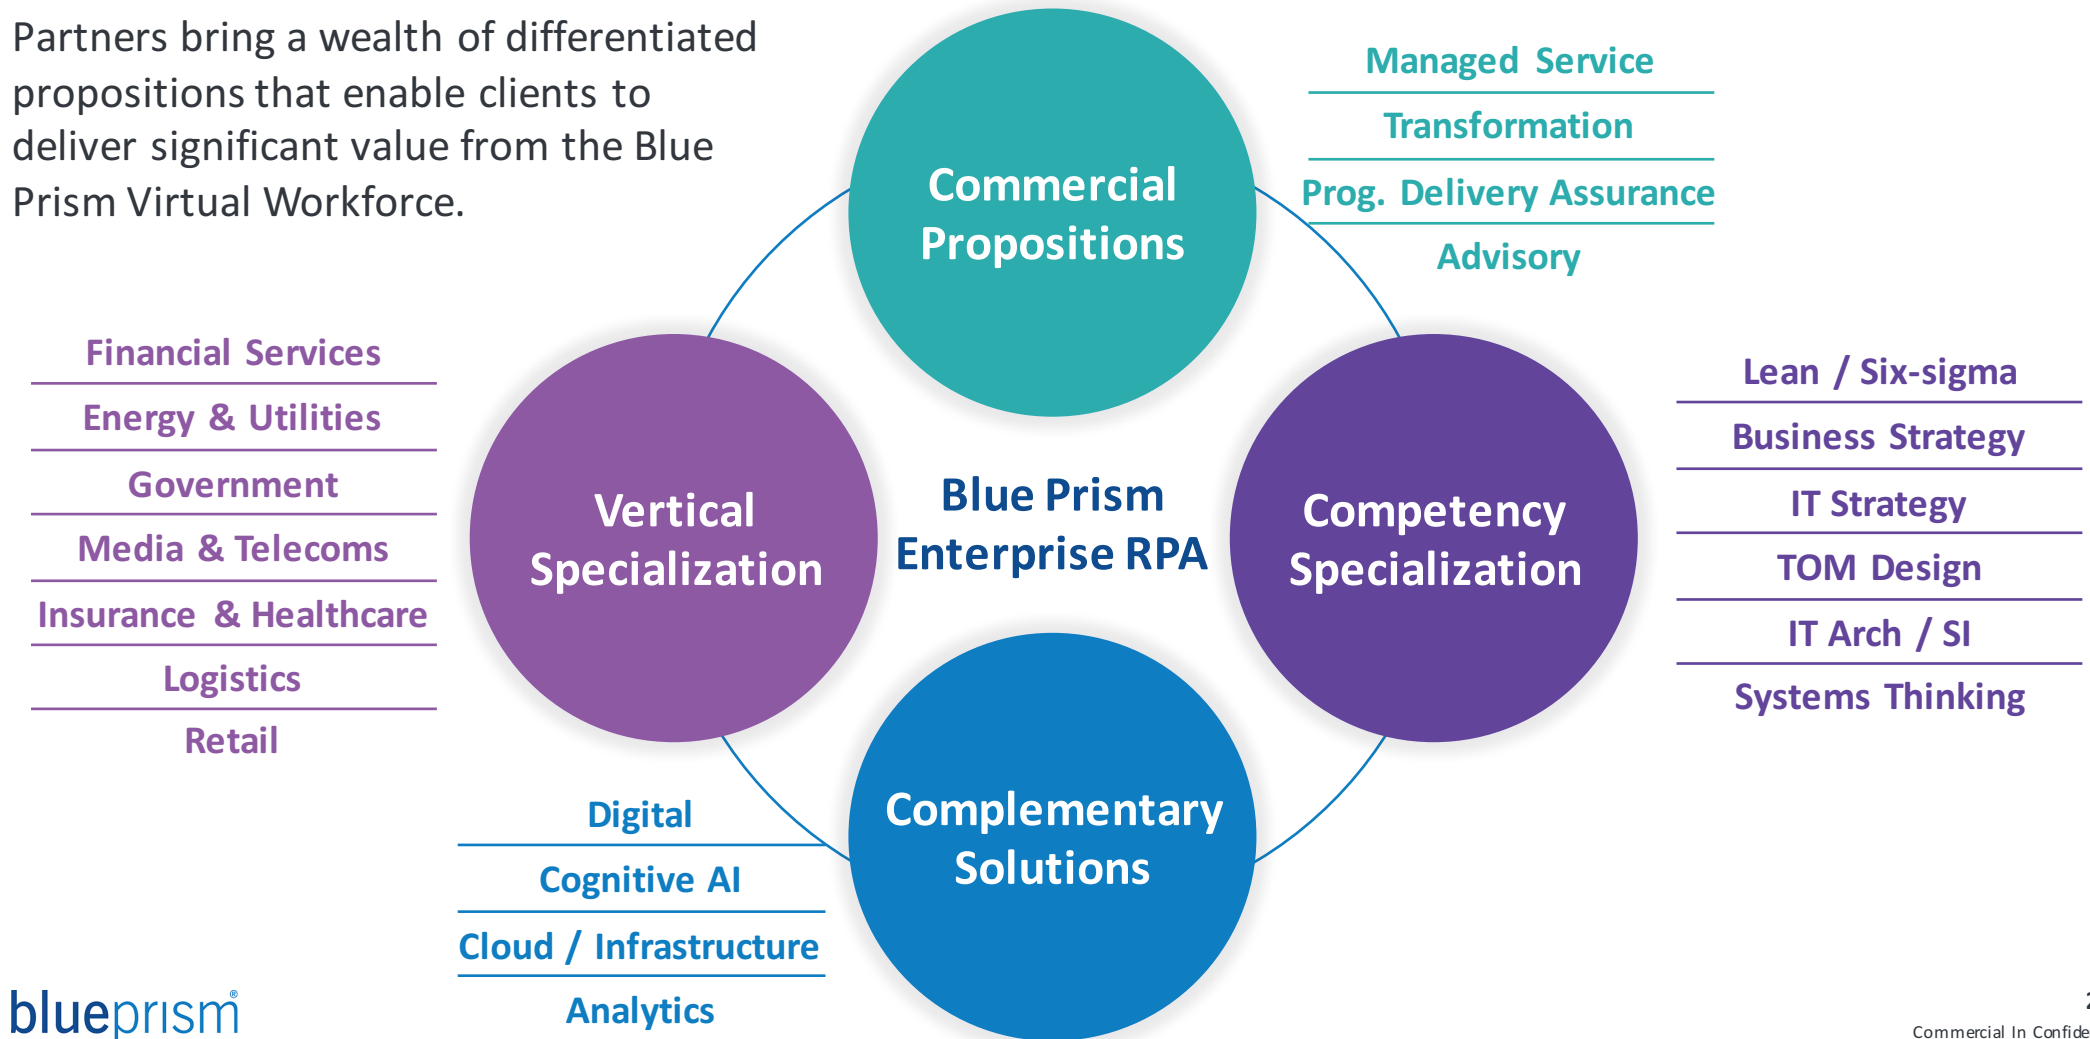 Partners bring a wealth of differentiated
propositions that enable clients to
deliver significant value from the Blue
Prism Virtual Workforce.
Commercial
Propositions
Managed Service
Transformation
Prog. Delivery Assurance
Advisory
Financial Services
Energy & Utilities
Government
Media & Telecoms
Insurance & Healthcare
Logistics
Retail
Vertical
Specialization
Blue Prism
Enterprise RPA
Competency
Specialization
Lean / Six-sigma
Business Strategy
IT Strategy
TOM Design
IT Arch / SI
Systems Thinking
Digital
Cognitive AI
Cloud / Infrastructure
Analytics
Complementary
Solutions
blueprism®
Commercial In